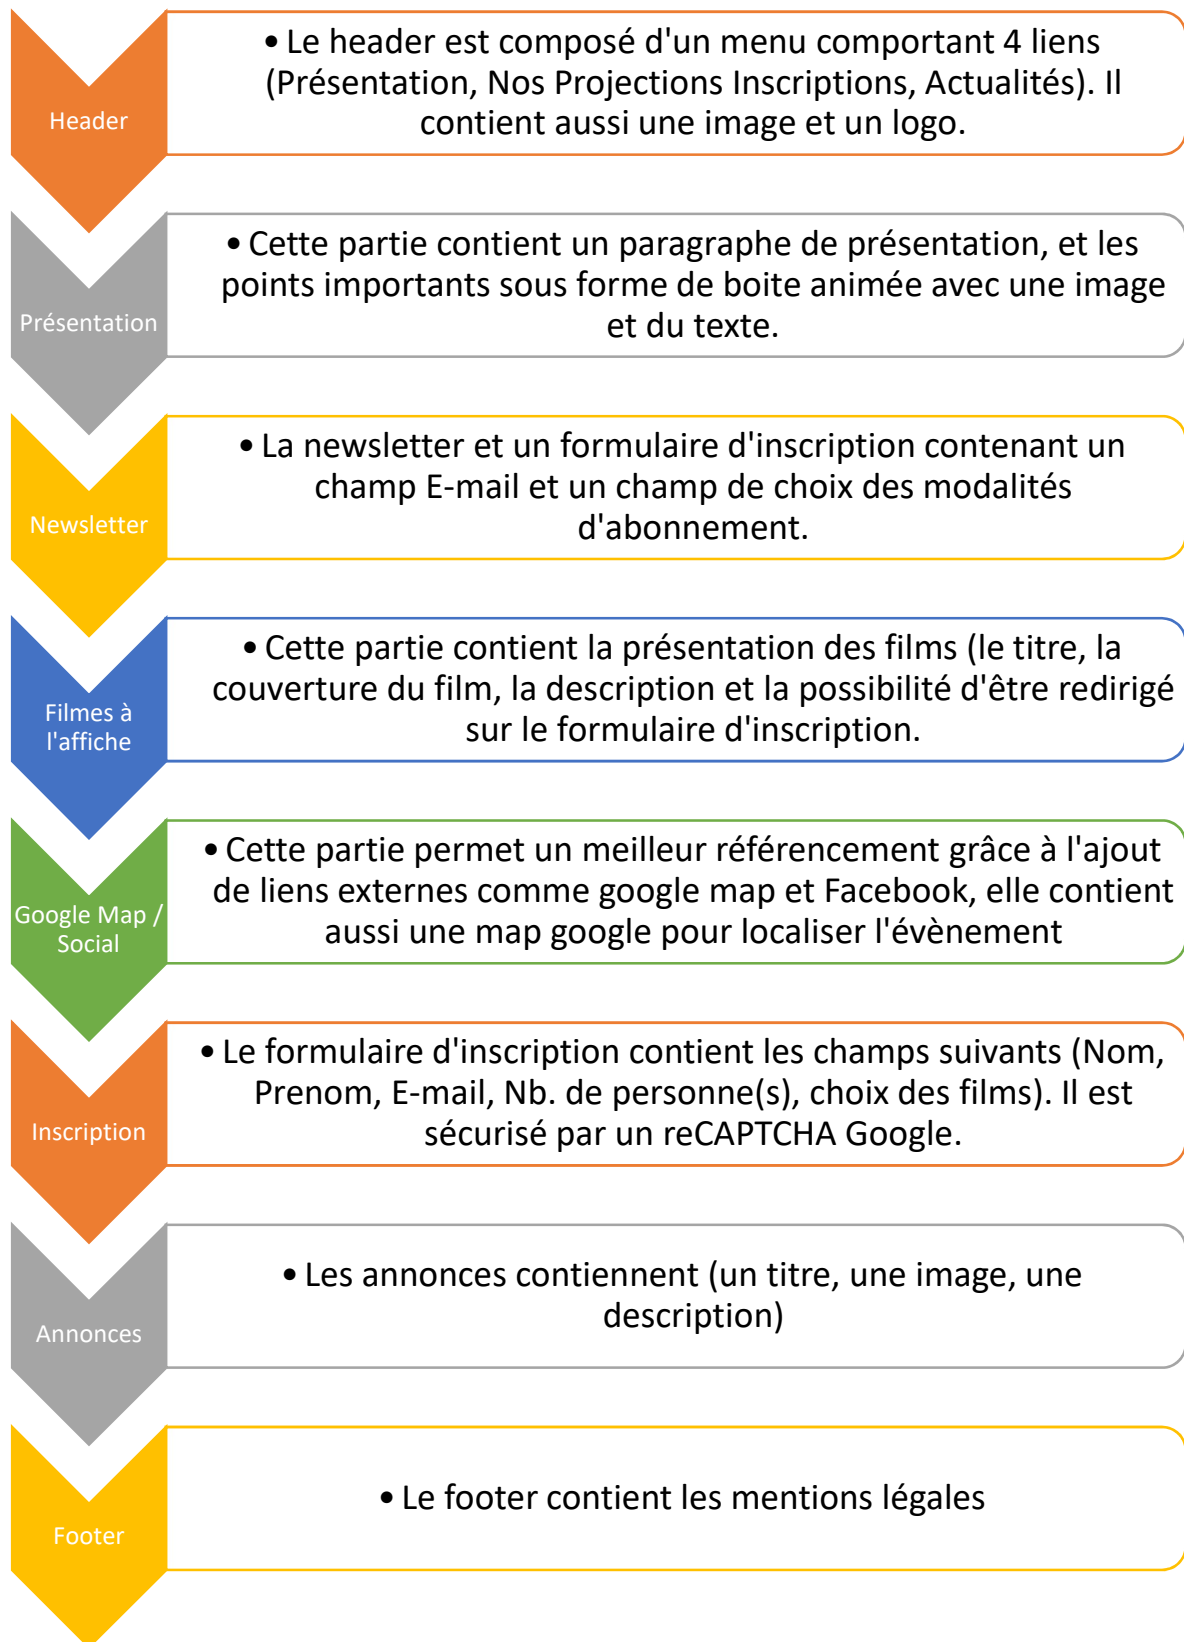 Header
• Le header est composé d'un menu comportant 4 liens
(Présentation, Nos Projections Inscriptions, Actualités). Il
contient aussi une image et un logo.
Présentation
• Cette partie contient un paragraphe de présentation, et les
points importants sous forme de boite animée avec une image
et du texte.
Newsletter
• La newsletter et un formulaire d'inscription contenant un
champ E-mail et un champ de choix des modalités
d'abonnement.
Filmes à
l'affiche
• Cette partie contient la présentation des films (le titre, la
couverture du film, la description et la possibilité d'être redirigé
sur le formulaire d'inscription.
Google Map /
Social
• Cette partie permet un meilleur référencement grâce à l'ajout
de liens externes comme google map et Facebook, elle contient
aussi une map google pour localiser l'évènement
Inscription
• Le formulaire d'inscription contient les champs suivants (Nom,
Prenom, E-mail, Nb. de personne(s), choix des films). Il est
sécurisé par un reCAPTCHA Google.
Annonces
• Les annonces contiennent (un titre, une image, une
description)
Footer
• Le footer contient les mentions légales